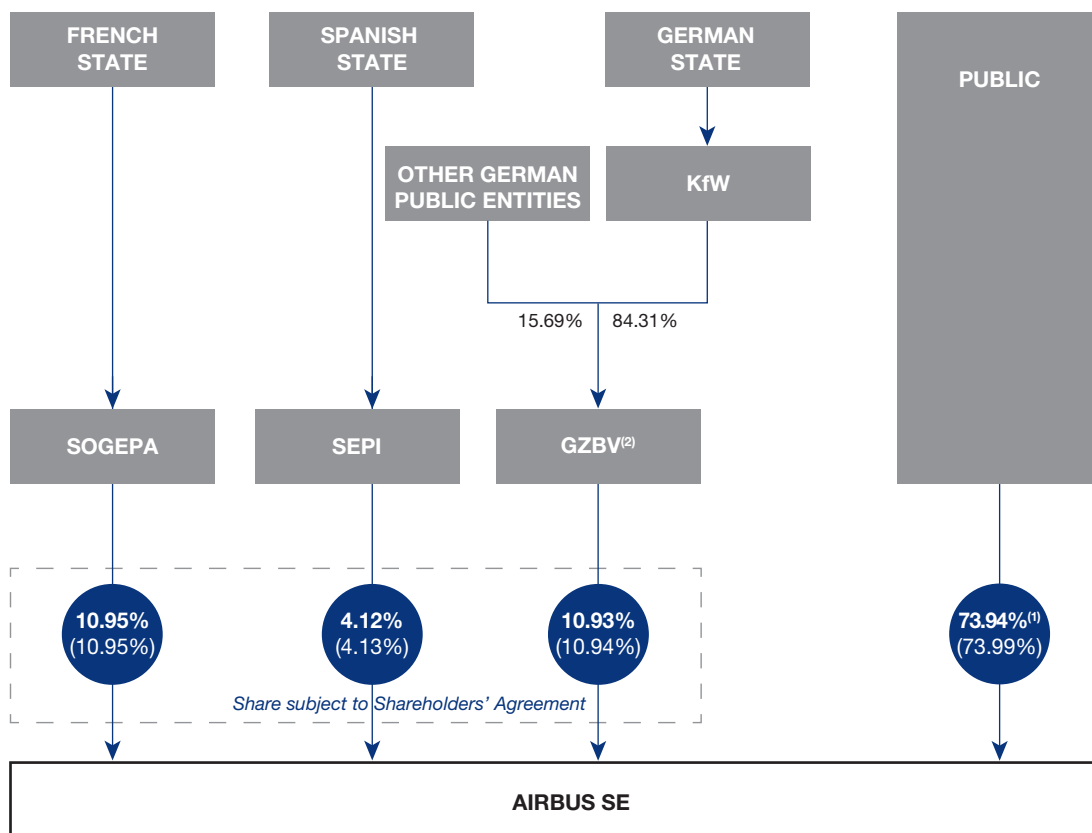 FRENCH
STATE
SPANISH
STATE
GERMAN
STATE
PUBLIC
OTHER GERMAN
PUBLIC ENTITIES
KfW
15.69%
84.31%
SOGEPA
SEPI
GZBV(2)
10.95%
(10.95%)
4.12%
(4.13%)
10.93%
(10.94%)
73.94%(1)
(73.99%)
Share subject to Shareholders’ Agreement
AIRBUS SE